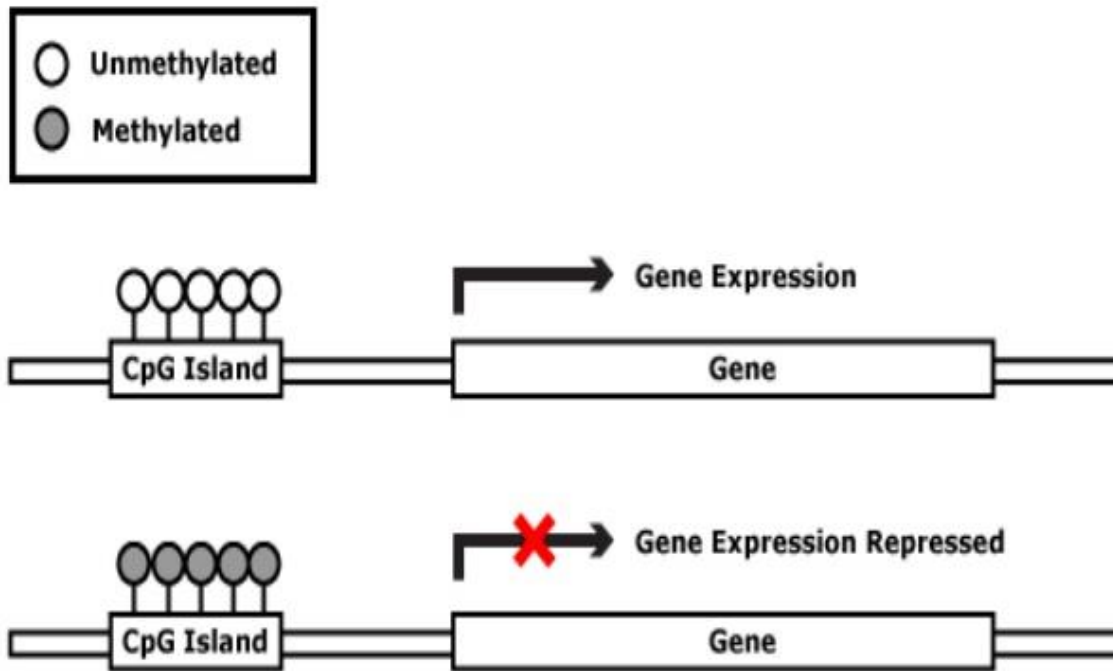 Unmethylated
Methylated
Gene Expression
CpG Island
Gene
Gene Expression Repressed
CpG Island
Gene